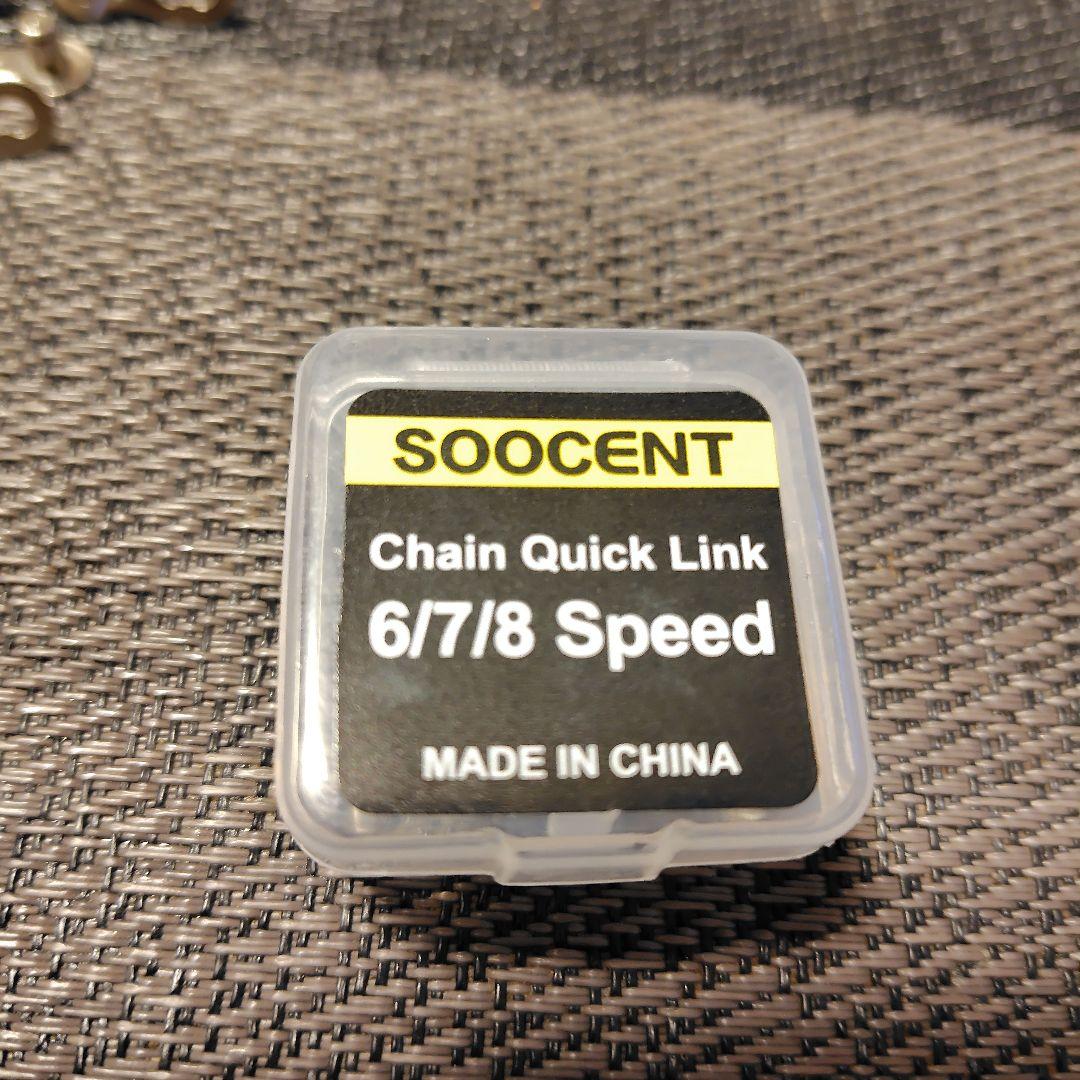 SOOCENT
Chain Quick Link
6/7/8 Speed
MADE IN CHINA